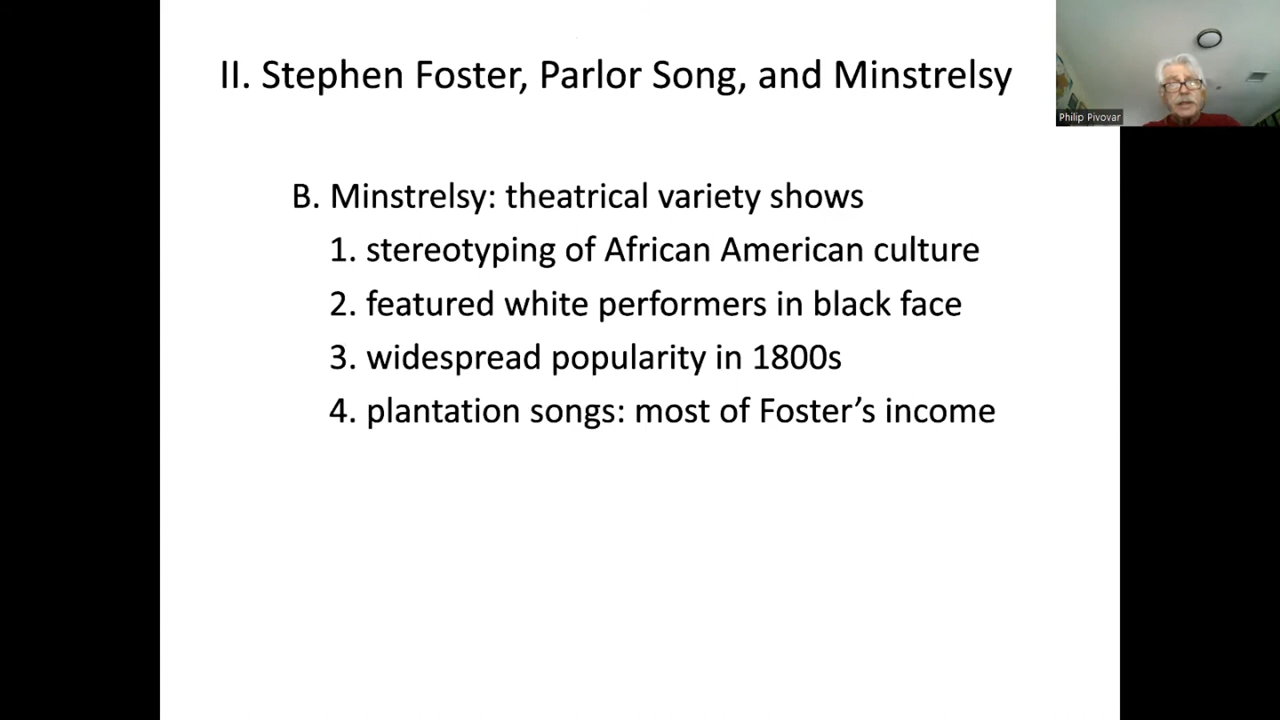 II. Stephen Foster, Parlor Song, and Minstrelsy
Philip Pivovar
B. Minstrelsy: theatrical variety shows
1. stereotyping of African American culture
2. featured white performers in black face
3. widespread popularity in 1800s
4. plantation songs: most of Foster’s income